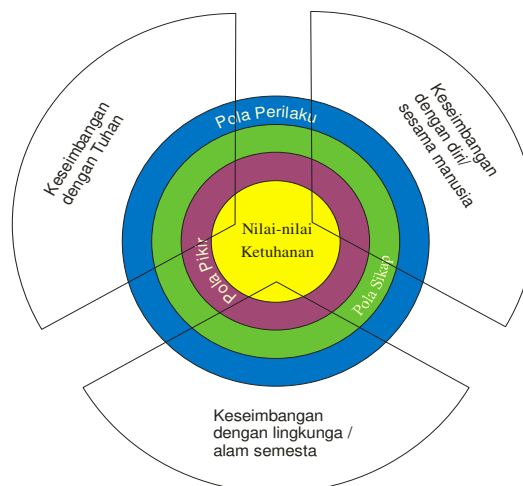 Keseimbangan
dengan Tuhan
Keseimbangan
dengan diri/
sesama manusia
Pola Perilaku
Nilai-nilai
Ketuhanan
Pola Pikir
Pola Sikap
Keseimbangan
dengan lingkunga /
alam semesta